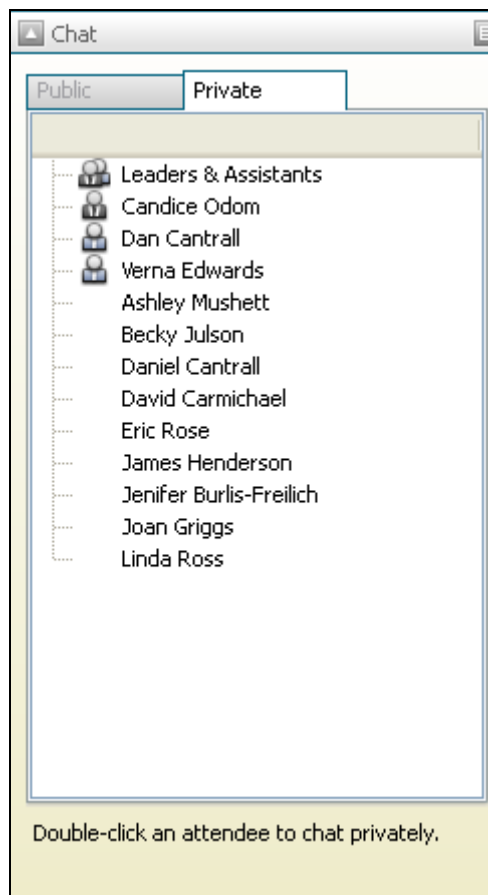 Chat
Public
Private
Leaders & Assistants
Candice Odom
Dan Cantrall
Verna Edwards
Ashley Mushett
Becky Julson
Daniel Cantrall
David Carmichael
Eric Rose
James Henderson
Jenifer Burlis-Freilich
Joan Griggs
Linda Ross
Double-click an attendee to chat privately.